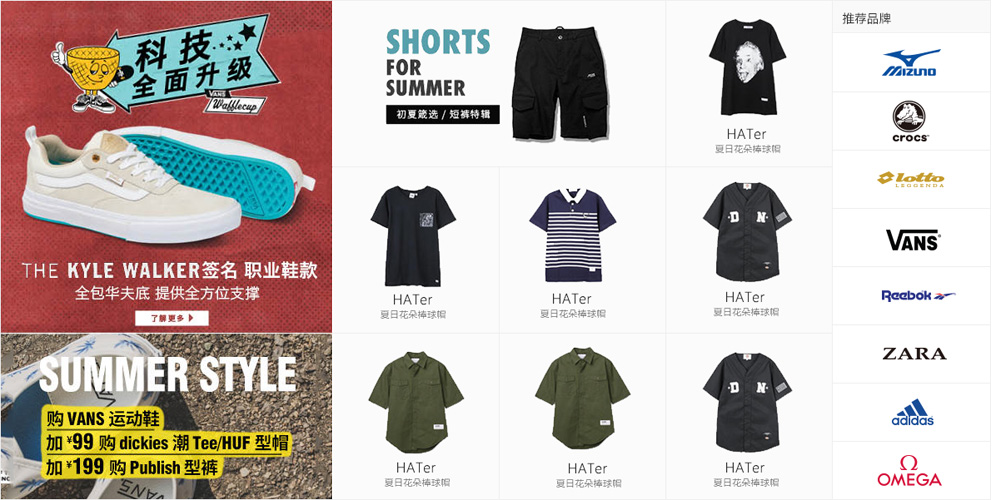 科技
全面升级
VANS
Wafflecup
THE KYLE WALKER签名 职业鞋款
全包华夫底 提供全方位支撑
了解更多
SUMMER STYLE
购 VANS 运动鞋
加 ¥99 购 dickies 潮 Tee/HUF 型帽
加 ¥199 购 Publish 型裤
VANS
SHORTS
FOR
SUMMER
初夏箴选 / 短裤特辑
HATer
夏日花朵棒球帽
HATer
夏日花朵棒球帽
HATer
夏日花朵棒球帽
D N
HATer
夏日花朵棒球帽
HATer
夏日花朵棒球帽
HATer
夏日花朵棒球帽
D N
HATer
夏日花朵棒球帽
推荐品牌
MIZUNO
crocs
lotto
LEGGENDA
VANS
Reebok
ZARA
adidas
OMEGA